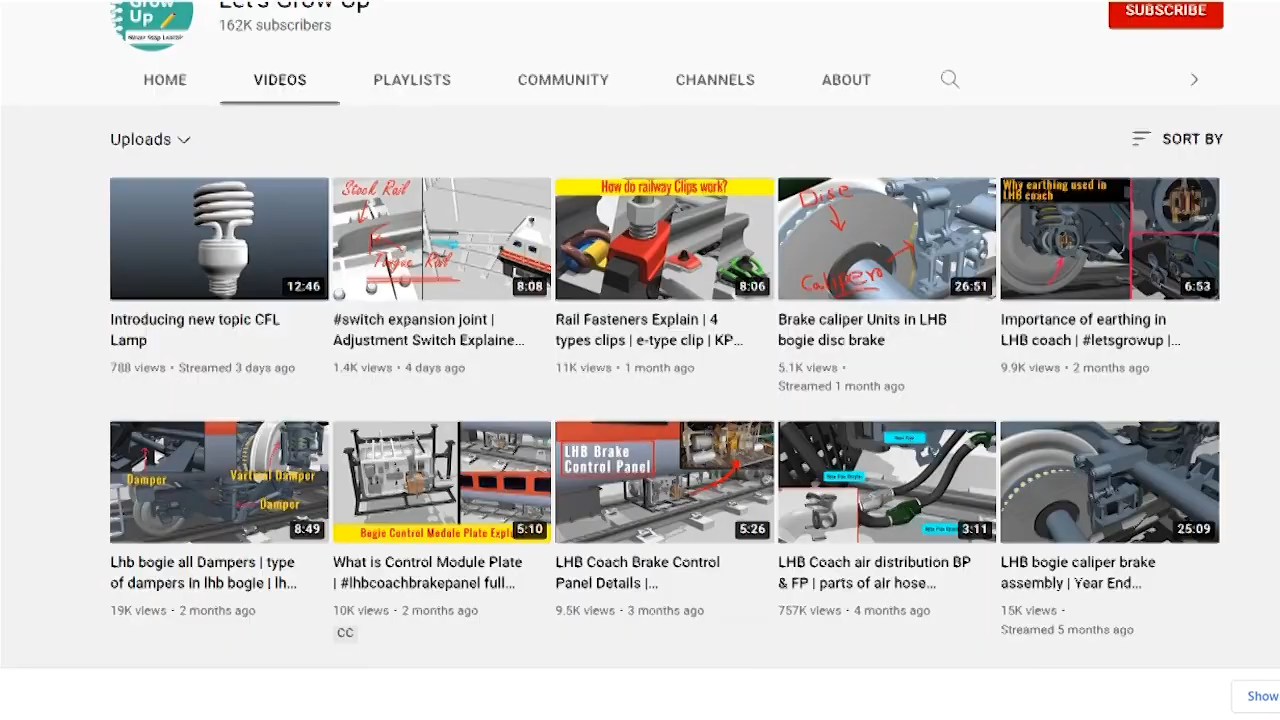 Grow
Up
Let's Grow Up
162K subscribers
SUBSCRIBE
HOME
VIDEOS
PLAYLISTS
COMMUNITY
CHANNELS
ABOUT
Uploads
SORT BY
12:46
Introducing new topic CFL
Lamp
788 views • Streamed 3 days ago
Stock Rail
Tongue Rail
8:08
#switch expansion joint |
Adjustment Switch Explaine...
1.4K views • 4 days ago
How do railway Clips work?
8:06
Rail Fasteners Explain | 4
types clips | e-type clip | KP...
11K views • 1 month ago
Disc
Calipero
26:51
Brake caliper Units in LHB
bogie disc brake
5.1K views •
Streamed 1 month ago
Why earthing used in
LHB coach
6:53
Importance of earthing in
LHB coach | #letsgrowup |...
9.9K views • 2 months ago
Damper
Vartical Damper
Damper
8:49
Lhb bogie all Dampers | type
of dampers in lhb bogie | lh...
19K views • 2 months ago
Bogie Control Module Plate Expla
5:10
What is Control Module Plate
| #lhbcoachbrakepanel full...
10K views • 2 months ago
CC
LHB Brake
Control Panel
5:26
LHB Coach Brake Control
Panel Details |...
9.5K views • 3 months ago
3:11
LHB Coach air distribution BP
& FP | parts of air hose...
757K views • 4 months ago
25:09
LHB bogie caliper brake
assembly | Year End...
15K views •
Streamed 5 months ago
Show